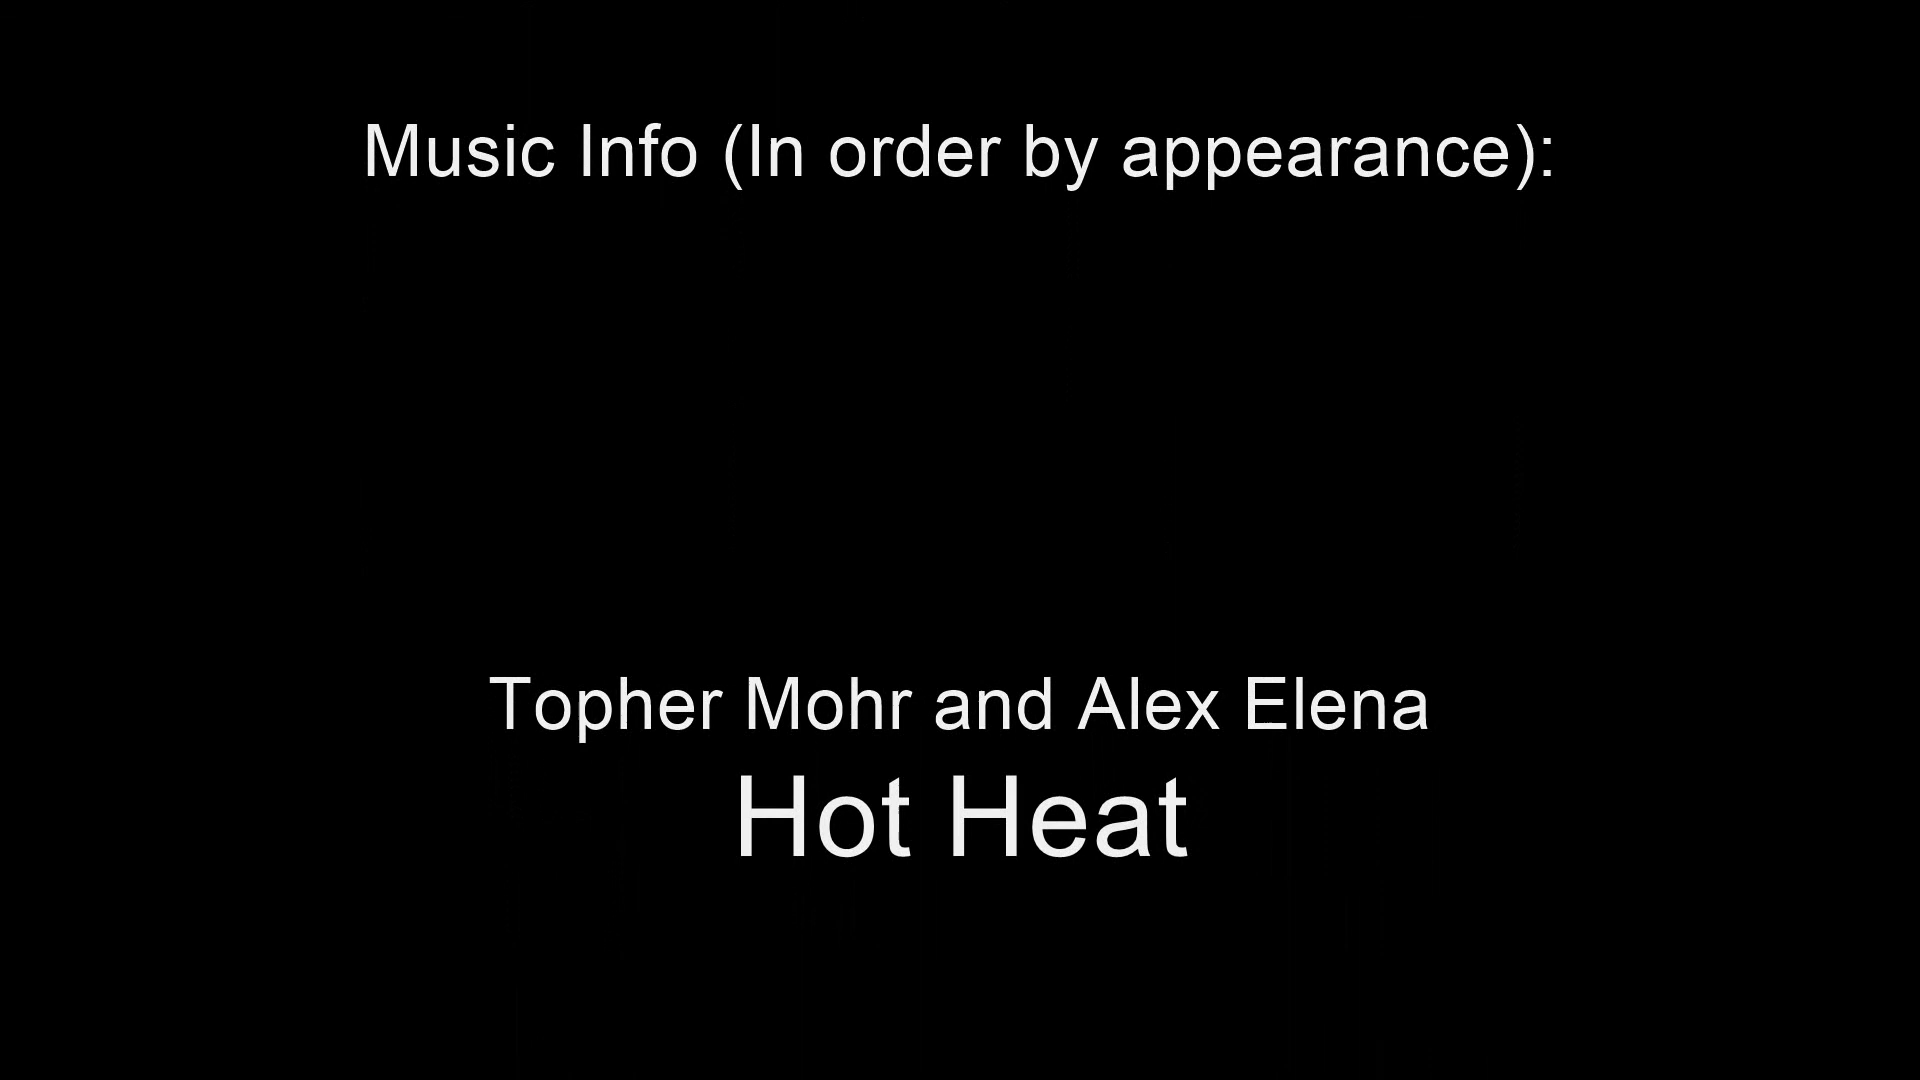 Music Info (In order by appearance):
Topher Mohr and Alex Elena
Hot Heat